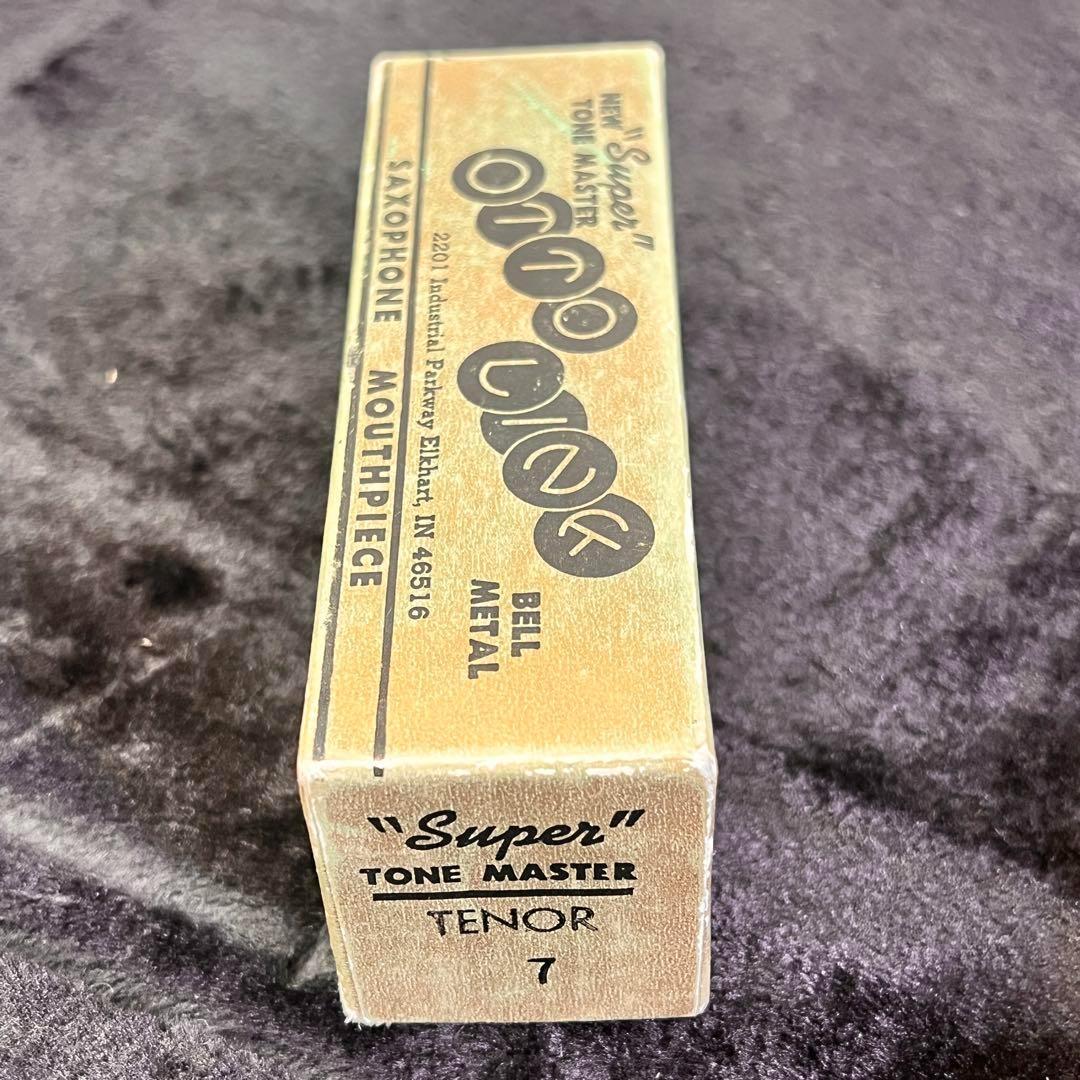 NEW "Super"
TONE MASTER
OTTO LINK
2201 Industrial Parkway Elkhart, IN 46516
BELL
METAL
SAXOPHONE MOUTHPIECE
"Super"
TONE MASTER
TENOR
7